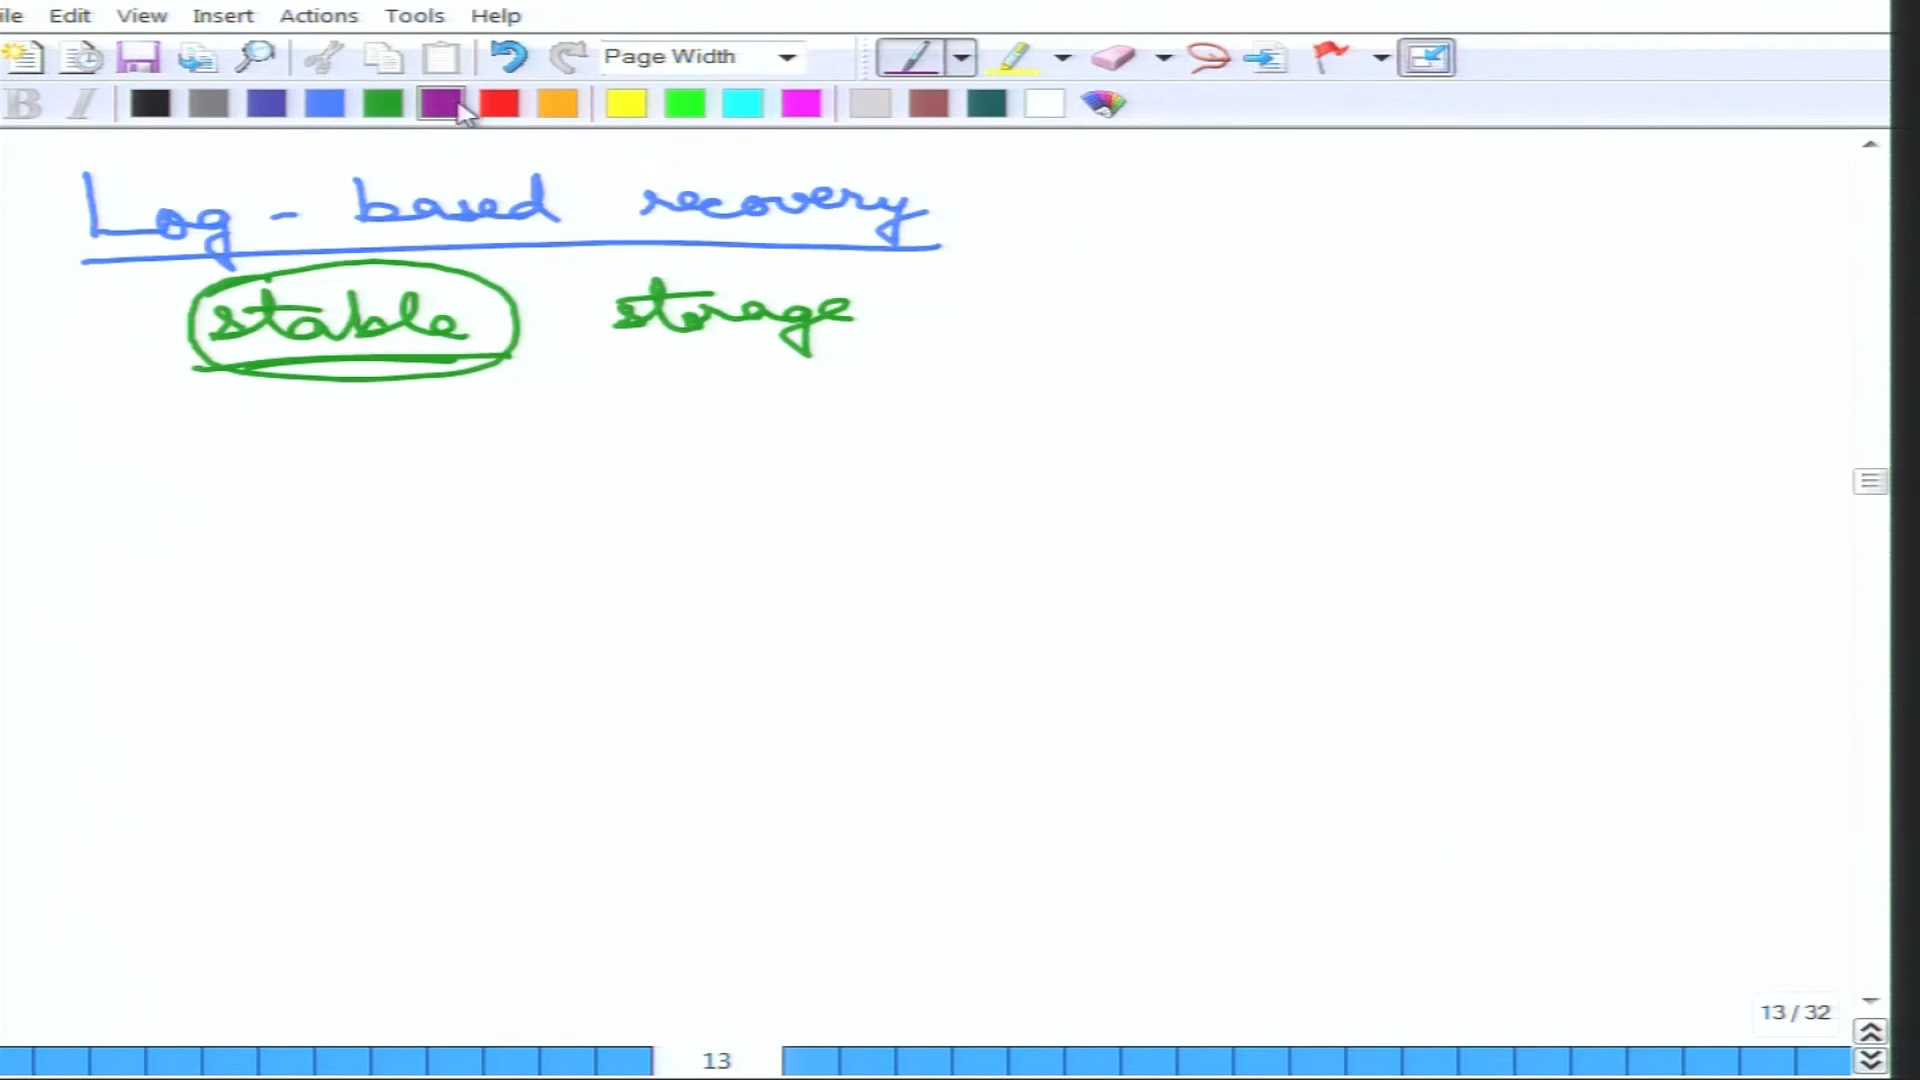 ile Edit View Insert Actions Tools Help
Page Width
B I
Log - based recovery
stable storage
13 / 32
13